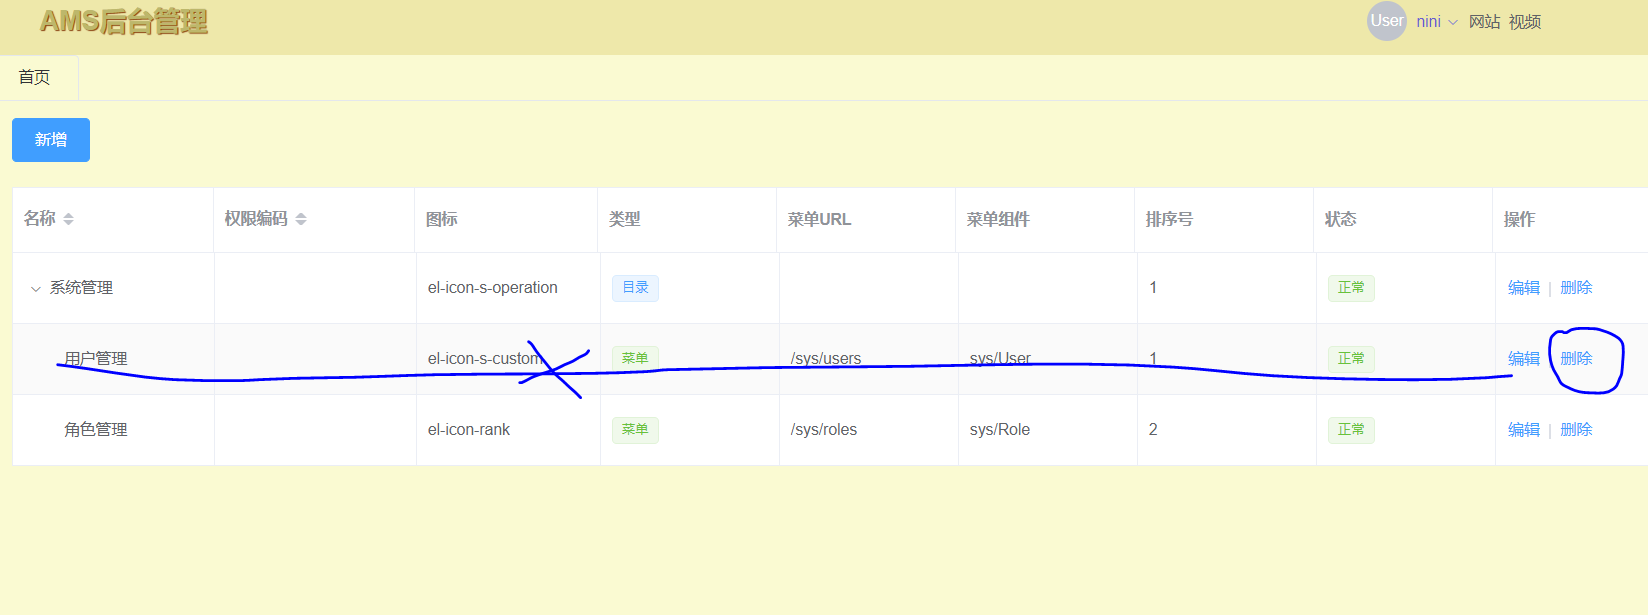 AMS后台管理
User nini 网站 视频
首页
新增
名称 权限编码 图标 类型 菜单URL 菜单组件 排序号 状态 操作
系统管理 el-icon-s-operation 目录 1 正常 编辑 | 删除
用户管理 el-icon-s-custom 菜单 /sys/users sys/User 1 正常 编辑 | 删除
角色管理 el-icon-rank 菜单 /sys/roles sys/Role 2 正常 编辑 | 删除